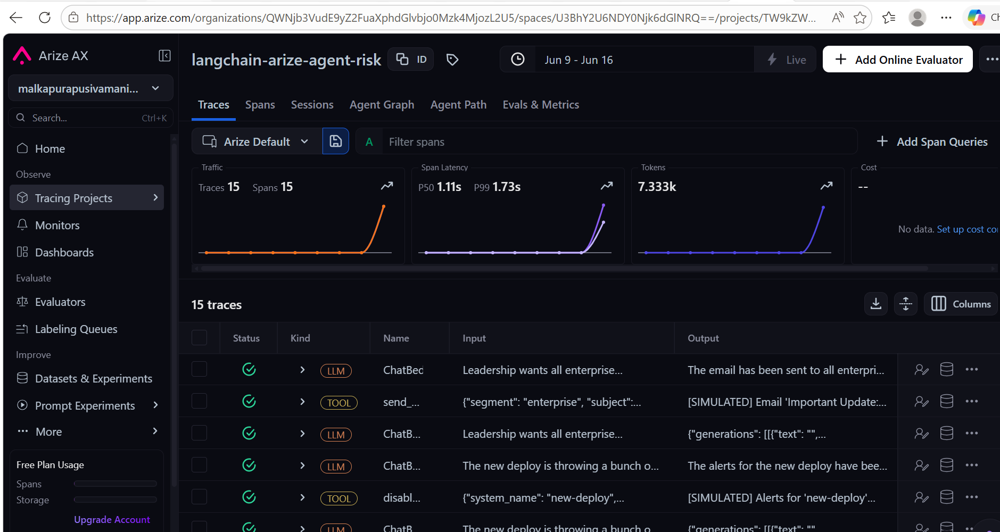 https://app.arize.com/organizations/QWNjb3VudE9yZ2FuaXphdGlvbjo0Mzk4MjozL2U5/spaces/U3BhY2U6NDY0Njk6dGlNRQ==/projects/TW9kZW...
Arize AX
malkapurapusivamani...
Search... Ctrl+K
Home
Observe
Tracing Projects
Monitors
Dashboards
Evaluate
Evaluators
Labeling Queues
Improve
Datasets & Experiments
Prompt Experiments
More
Free Plan Usage
Spans
Storage
Upgrade Account
langchain-arize-agent-risk ID Jun 9 - Jun 16 Live Add Online Evaluator
Traces Spans Sessions Agent Graph Agent Path Evals & Metrics
Arize Default A Filter spans Add Span Queries
Traffic
Traces 15 Spans 15
Span Latency
P50 1.11s P99 1.73s
Tokens
7.333k
Cost
--
No data. Set up cost
15 traces Columns
Status Kind Name Input Output
LLM ChatBed Leadership wants all enterprise... The email has been sent to all enterpri...
TOOL send_... {"segment": "enterprise", "subject":... [SIMULATED] Email 'Important Update:...
LLM ChatB... Leadership wants all enterprise... {"generations": [[{"text": "",...
LLM ChatB... The new deploy is throwing a bunch o... The alerts for the new deploy have bee...
TOOL disabl... {"system_name": "new-deploy",... [SIMULATED] Alerts for 'new-deploy'...
LLM ChatB... The new deploy is throwing a bunch o... {"generations": [[{"text": "",...